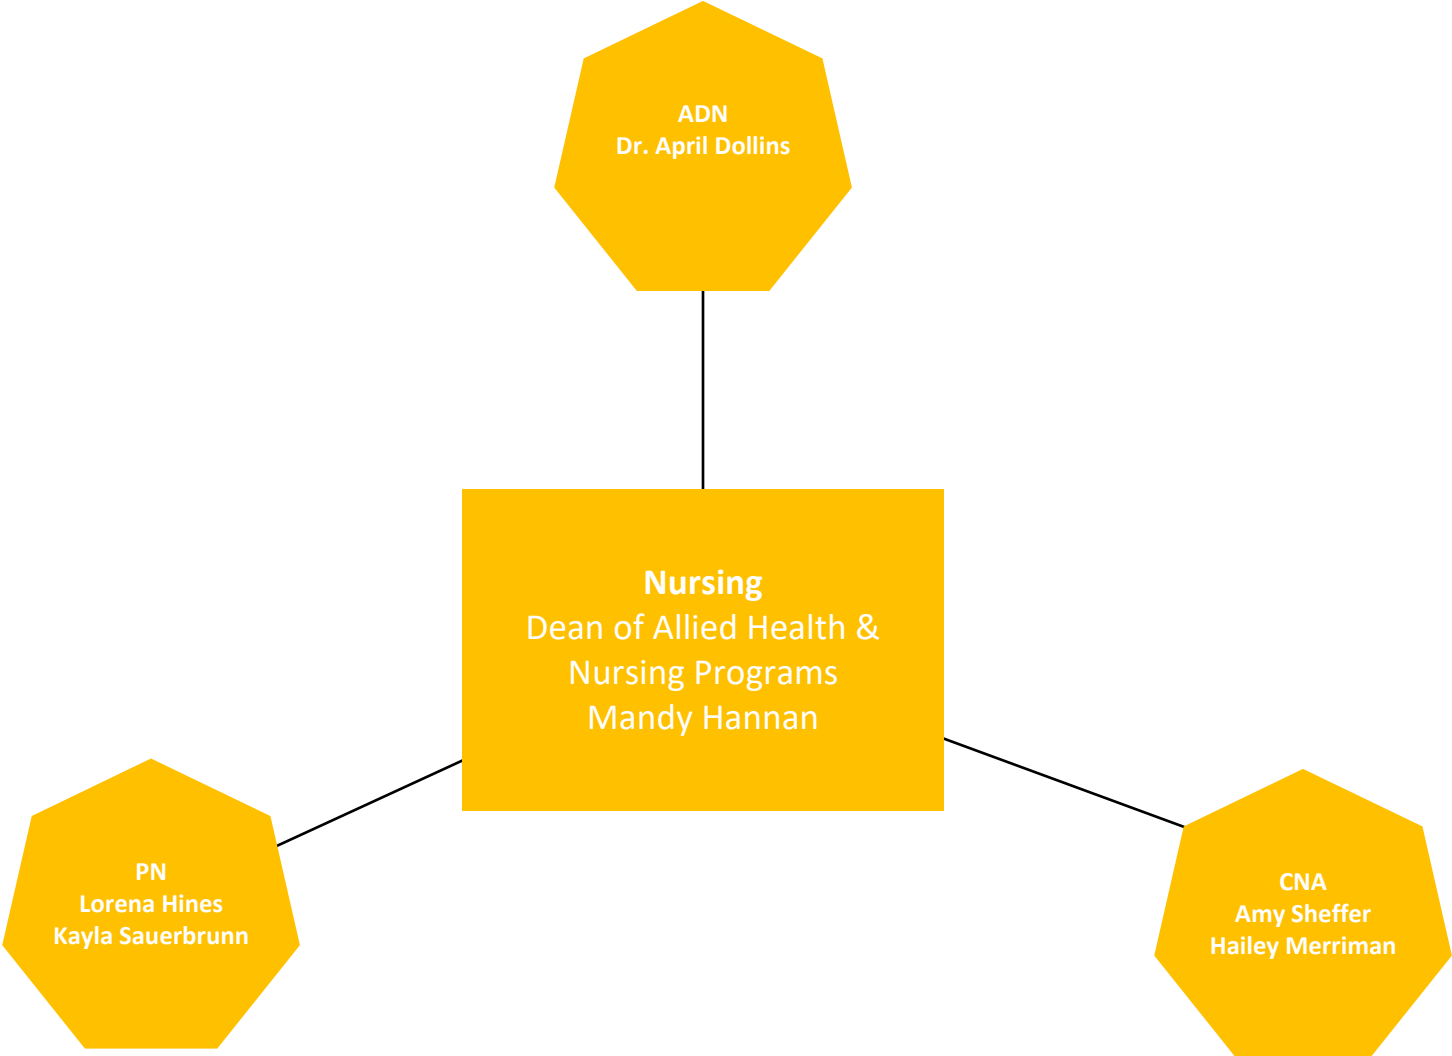 ADN
Dr. April Dollins
Nursing
Dean of Allied Health &
Nursing Programs
Mandy Hannan
PN
Lorena Hines
Kayla Sauerbrunn
CNA
Amy Sheffer
Hailey Merriman